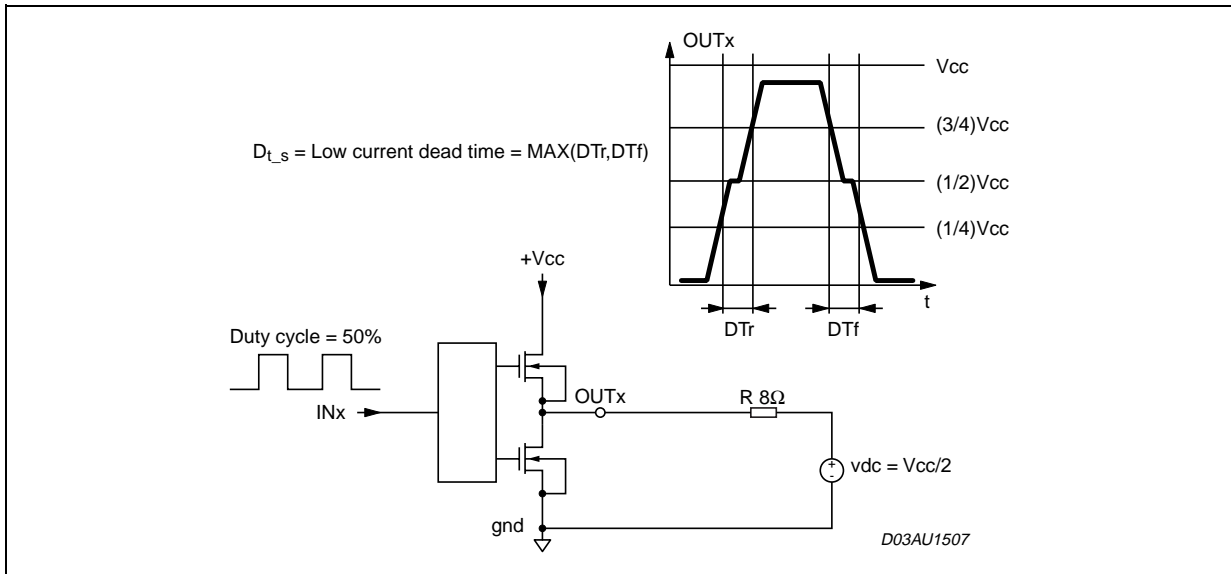 OUTx
Vcc
(3/4)Vcc
D_t_s = Low current dead time = MAX(DTr,DTf)
(1/2)Vcc
(1/4)Vcc
+Vcc
t
DTr
DTf
Duty cycle = 50%
OUTx
R 8Ω
INx
+
-
vdc = Vcc/2
gnd
D03AU1507